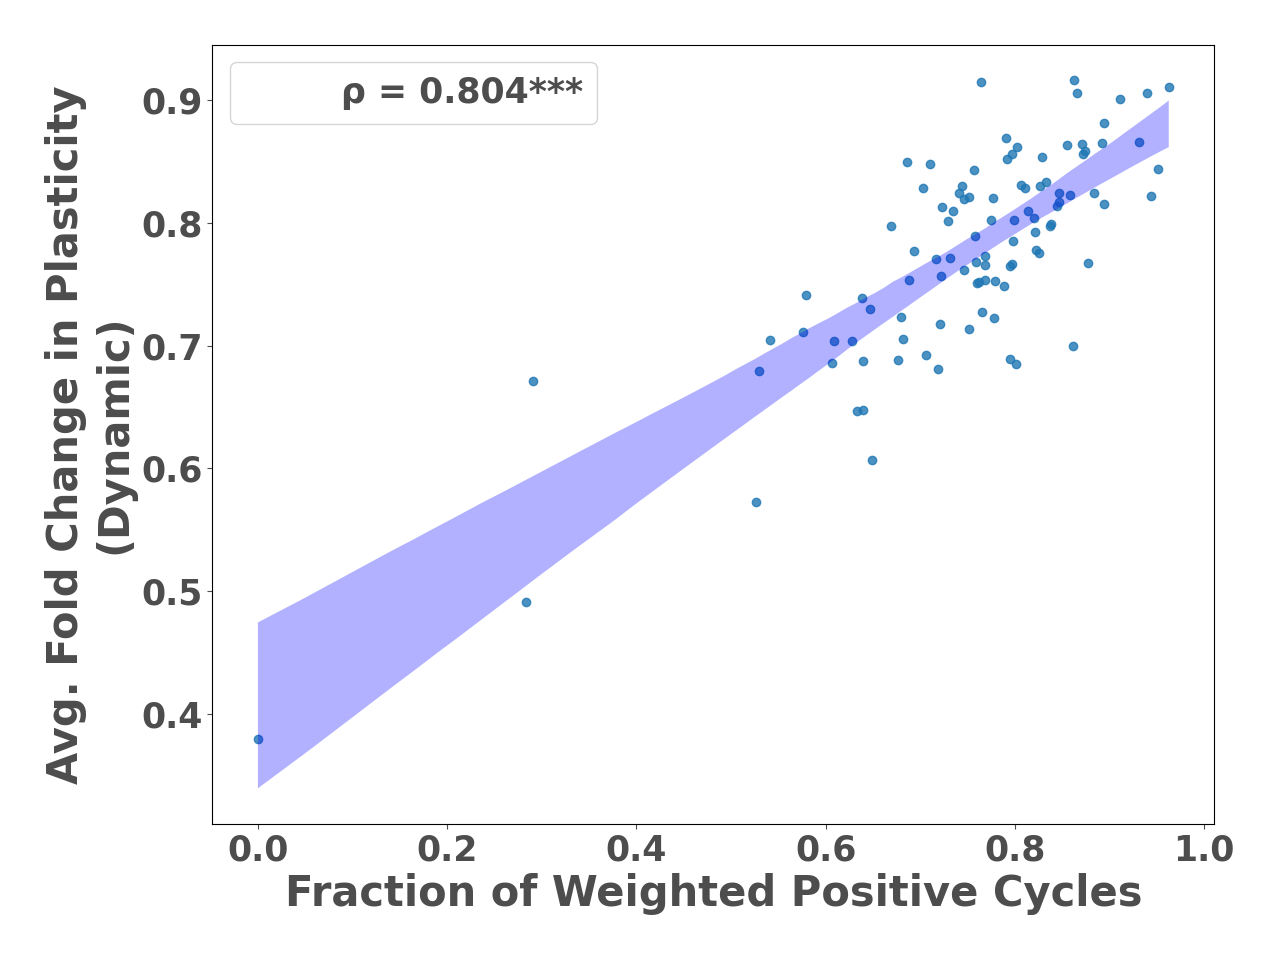 ρ = 0.804***
Avg. Fold Change in Plasticity
(Dynamic)
0.9
0.8
0.7
0.6
0.5
0.4
0.0 0.2 0.4 0.6 0.8 1.0
Fraction of Weighted Positive Cycles